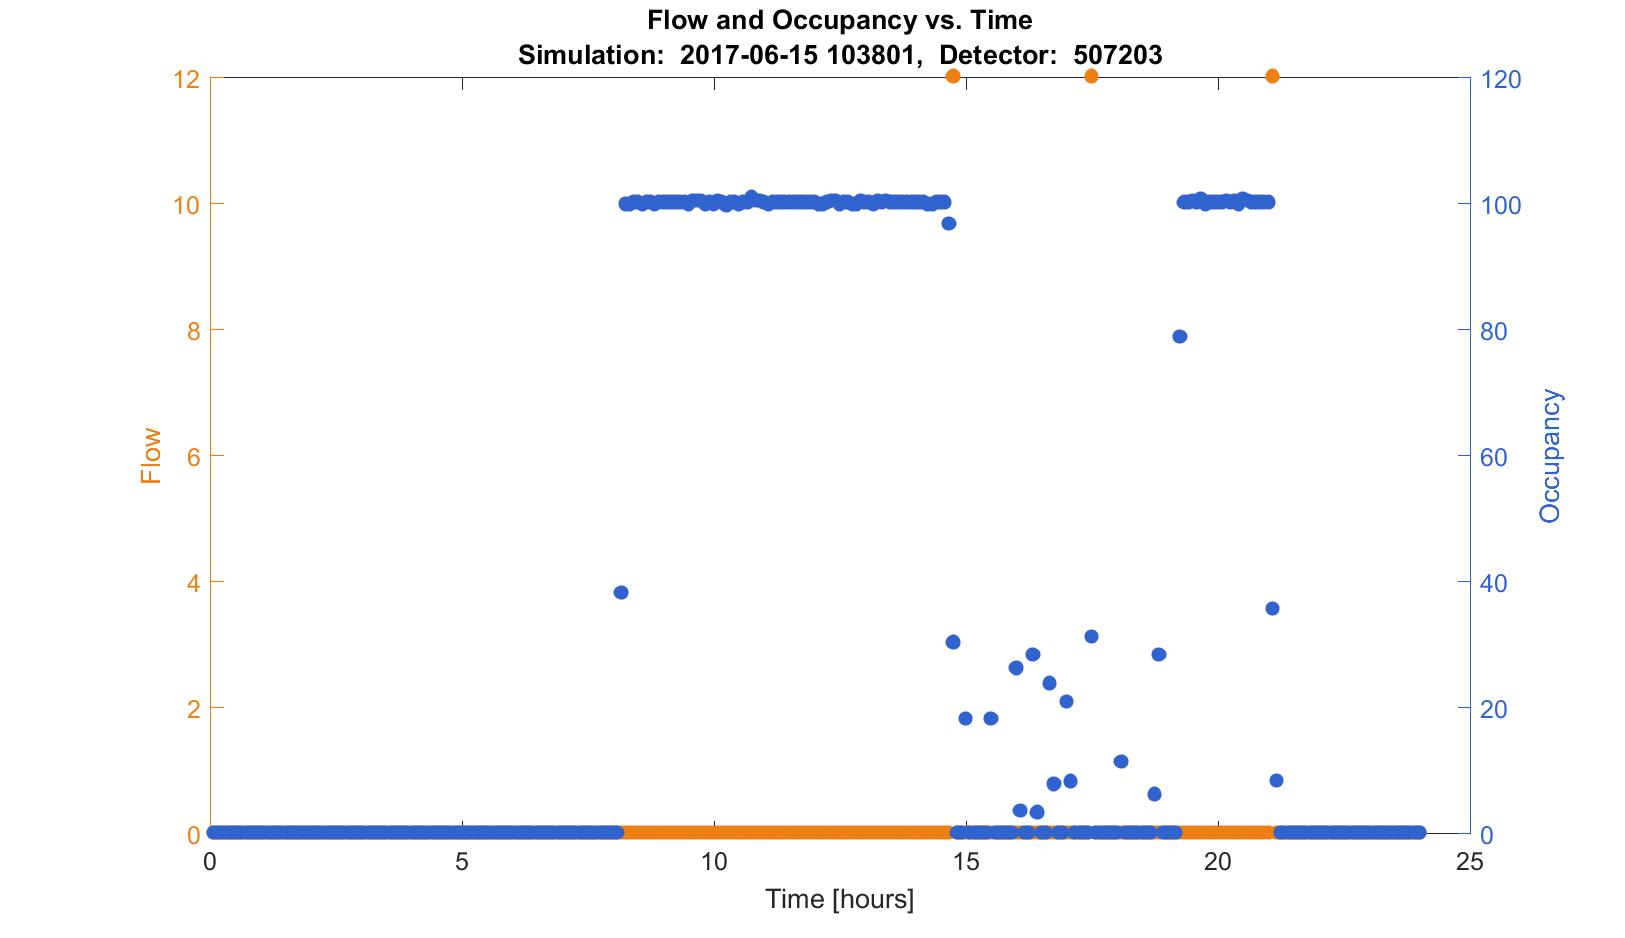 Flow and Occupancy vs. Time
Simulation:  2017-06-15 103801,  Detector:  507203
12
10
8
6
4
2
0
Flow
120
100
80
60
40
20
0
Occupancy
0 5 10 15 20 25
Time [hours]